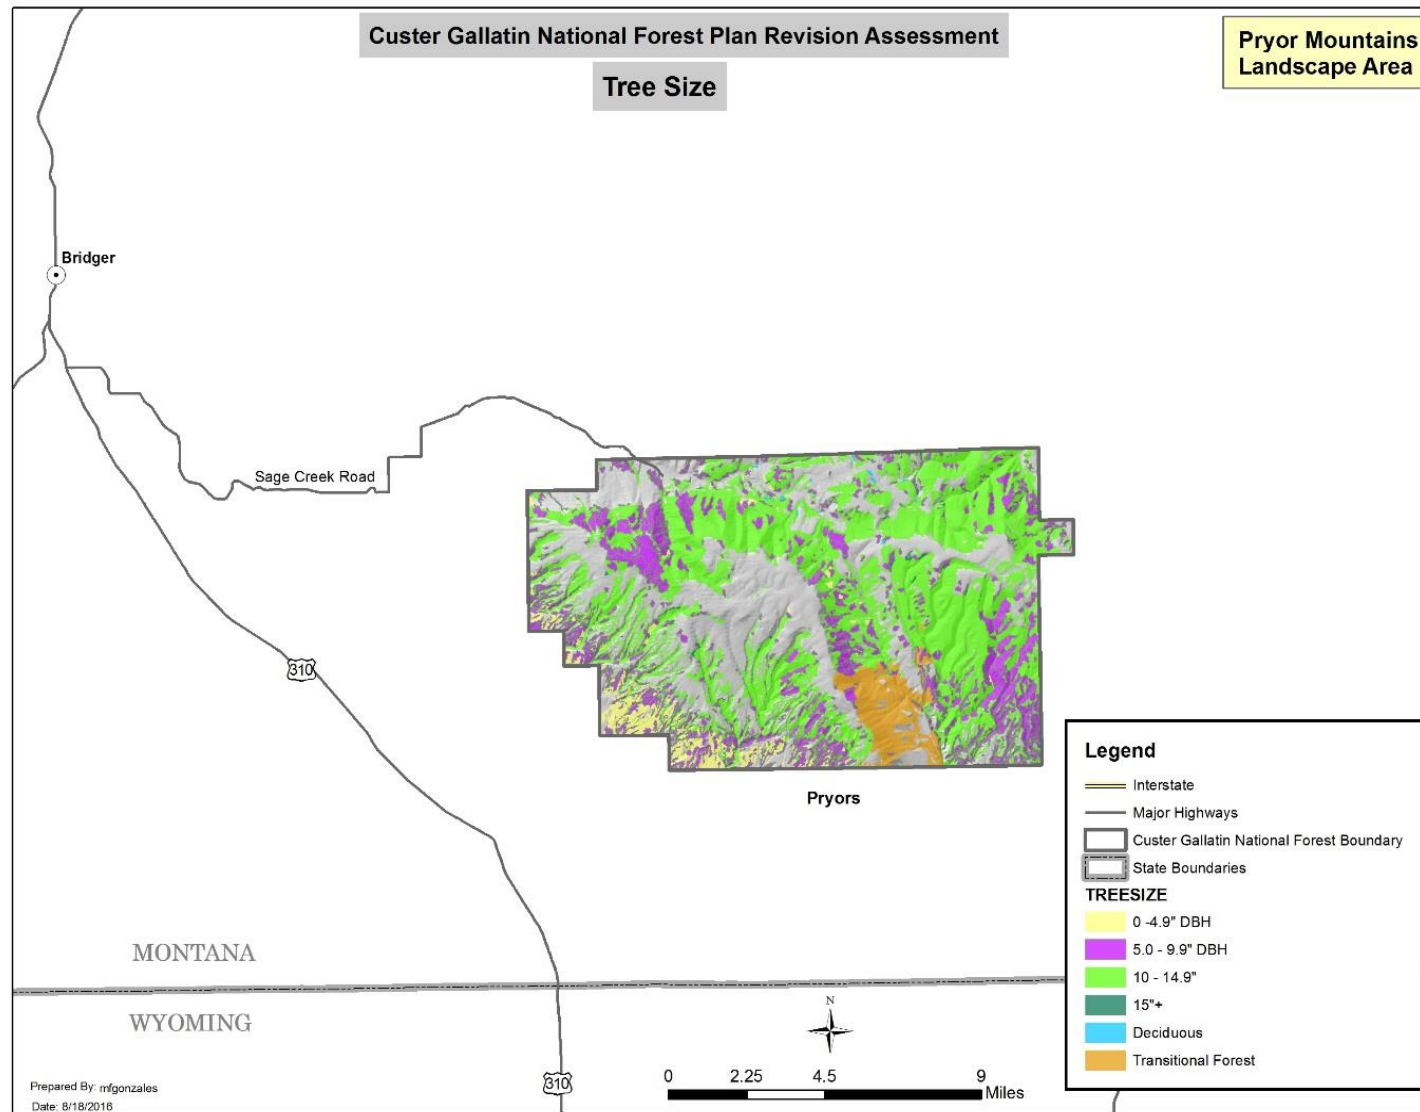 Custer Gallatin National Forest Plan Revision Assessment
Tree Size
Pryor Mountains
Landscape Area
Bridger
Sage Creek Road
310
Pryors
Legend
Interstate
Major Highways
Custer Gallatin National Forest Boundary
State Boundaries
TREESIZE
0 -4.9" DBH
5.0 - 9.9" DBH
10 - 14.9"
15"+
Deciduous
Transitional Forest
MONTANA
WYOMING
N
0 2.25 4.5 9
Miles
310
Prepared By: mfgonzales
Date: 8/18/2016